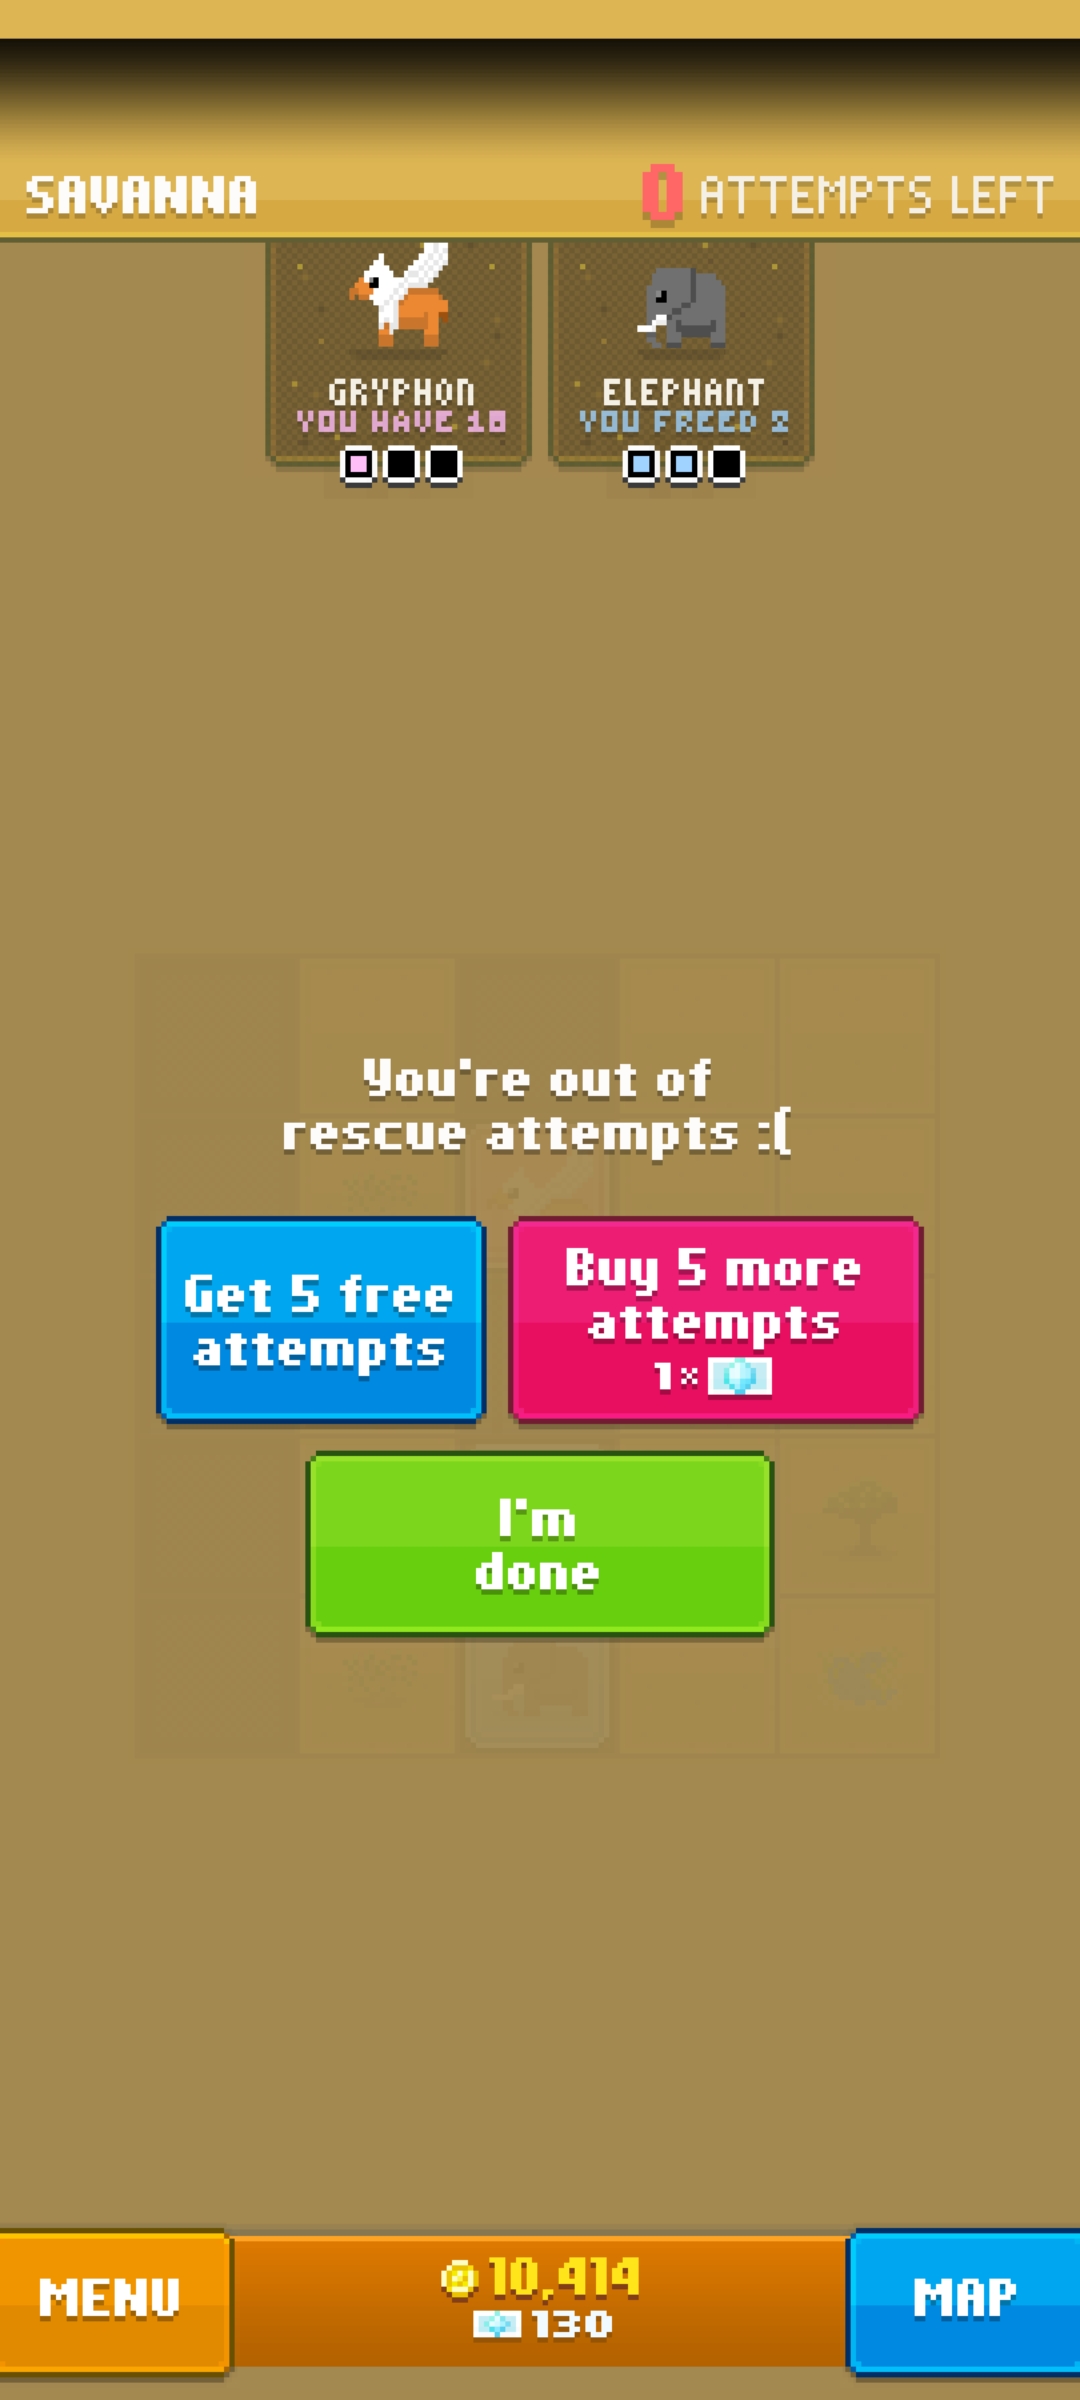 SAVANNA
0 ATTEMPTS LEFT
GRYPHON
YOU HAVE 10
ELEPHANT
YOU FREED 2
You're out of
rescue attempts :(
Get 5 free
attempts
Buy 5 more
attempts
1×
I'm
done
MENU
10,414
130
MAP